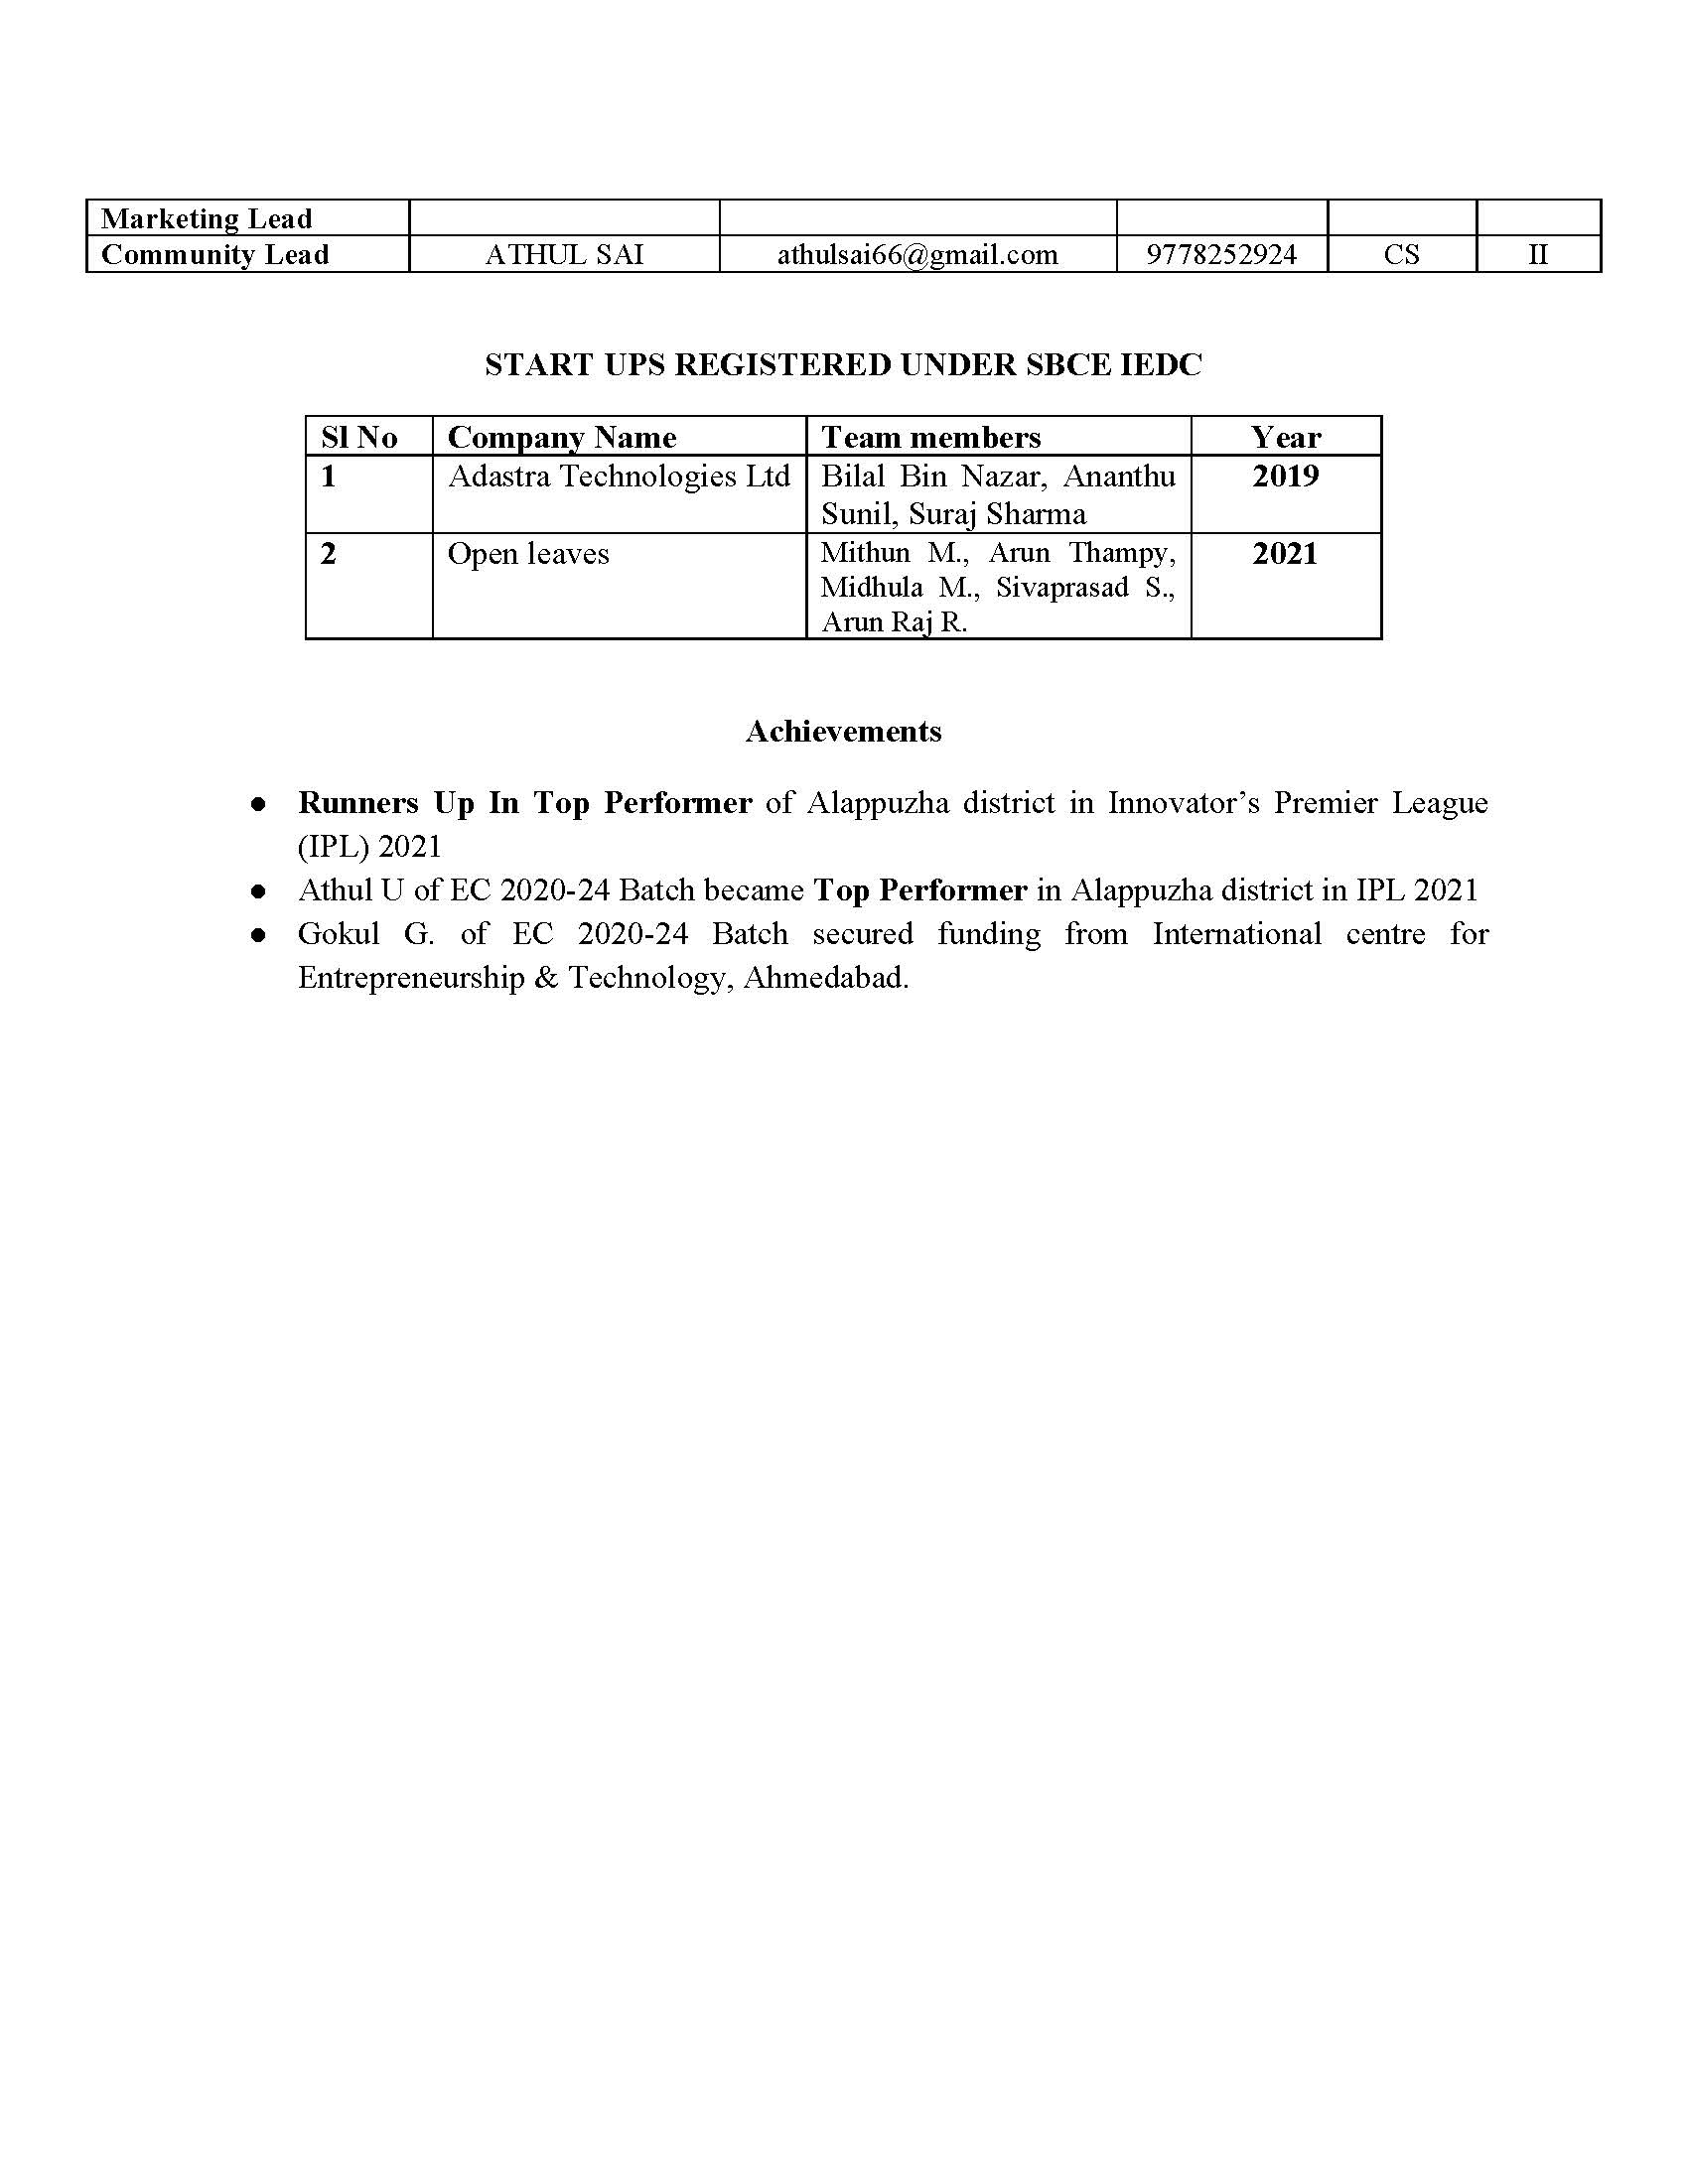 Marketing Lead
Community Lead ATHUL SAI athulsai66@gmail.com 9778252924 CS II
START UPS REGISTERED UNDER SBCE IEDC
Sl No Company Name Team members Year
1 Adastra Technologies Ltd Bilal Bin Nazar, Ananthu 2019
Sunil, Suraj Sharma
2 Open leaves Mithun M., Arun Thampy, 2021
Midhula M., Sivaprasad S.,
Arun Raj R.
Achievements
● Runners Up In Top Performer of Alappuzha district in Innovator’s Premier League
(IPL) 2021
● Athul U of EC 2020-24 Batch became Top Performer in Alappuzha district in IPL 2021
● Gokul G. of EC 2020-24 Batch secured funding from International centre for
Entrepreneurship & Technology, Ahmedabad.